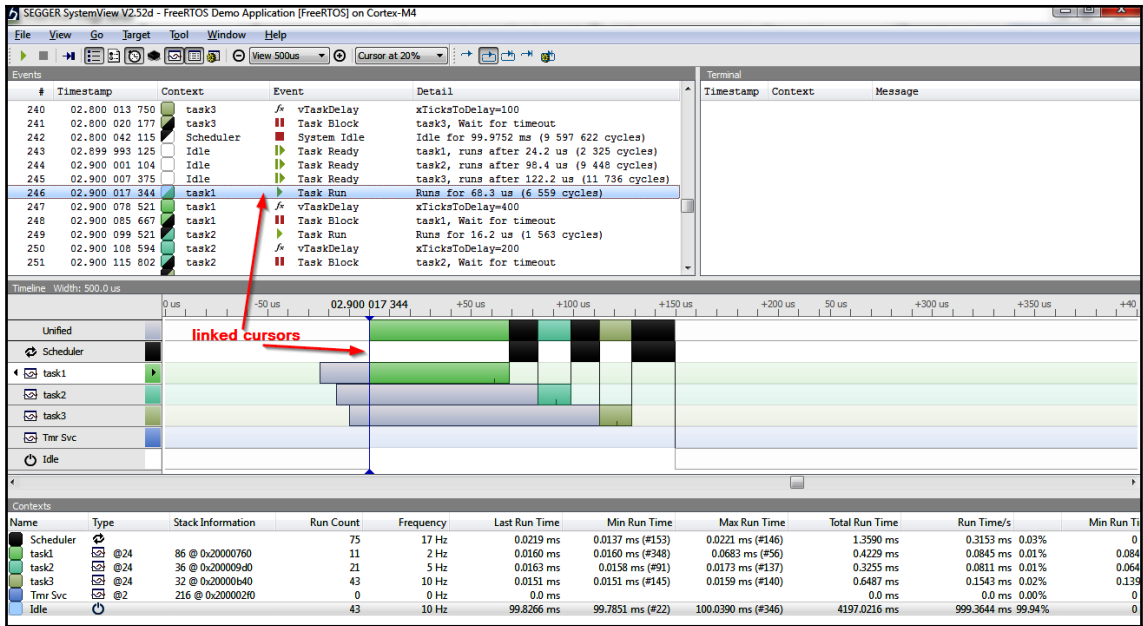 SEGGER SystemView V2.52d - FreeRTOS Demo Application [FreeRTOS] on Cortex-M4
File View Go Target Tool Window Help
View 500us Cursor at 20%
Events
# Timestamp Context Event Detail
240 02.800 013 750 task3 fx vTaskDelay xTicksToDelay=100
241 02.800 020 177 task3 Task Block task3, Wait for timeout
242 02.800 042 115 Scheduler System Idle Idle for 99.9752 ms (9 597 622 cycles)
243 02.899 993 125 Idle Task Ready task1, runs after 24.2 us (2 325 cycles)
244 02.900 001 104 Idle Task Ready task2, runs after 98.4 us (9 448 cycles)
245 02.900 007 375 Idle Task Ready task3, runs after 122.2 us (11 736 cycles)
246 02.900 017 344 task1 Task Run Runs for 68.3 us (6 559 cycles)
247 02.900 078 521 task1 fx vTaskDelay xTicksToDelay=400
248 02.900 085 667 task1 Task Block task1, Wait for timeout
249 02.900 099 521 task2 Task Run Runs for 16.2 us (1 563 cycles)
250 02.900 108 594 task2 fx vTaskDelay xTicksToDelay=200
251 02.900 115 802 task2 Task Block task2, Wait for timeout
Terminal
Timestamp Context Message
Timeline Width: 500.0 us
0 us -50 us 02.900 017 344 +50 us +100 us +150 us +200 us 50 us +300 us +350 us +40
Unified
linked cursors
Scheduler
task1
task2
task3
Tmr Svc
Idle
Contexts
Name Type Stack Information Run Count Frequency Last Run Time Min Run Time Max Run Time Total Run Time Run Time/s Min Run Ti
Scheduler 75 17 Hz 0.0219 ms 0.0137 ms (#153) 0.0221 ms (#146) 1.3590 ms 0.3153 ms 0.03% 0
task1 @24 86 @ 0x20000760 11 2 Hz 0.0160 ms 0.0160 ms (#348) 0.0683 ms (#56) 0.4229 ms 0.0845 ms 0.01% 0.084
task2 @24 36 @ 0x200009d0 21 5 Hz 0.0163 ms 0.0158 ms (#91) 0.0173 ms (#137) 0.3255 ms 0.0811 ms 0.01% 0.064
task3 @24 32 @ 0x20000b40 43 10 Hz 0.0151 ms 0.0151 ms (#145) 0.0159 ms (#140) 0.6487 ms 0.1543 ms 0.02% 0.139
Tmr Svc @2 216 @ 0x200002f0 0 0 Hz 0.0 ms 0.0 ms 0.0 ms 0.00% 0
Idle 43 10 Hz 99.8266 ms 99.7851 ms (#22) 100.0390 ms (#346) 4197.0216 ms 999.3644 ms 99.94% 0